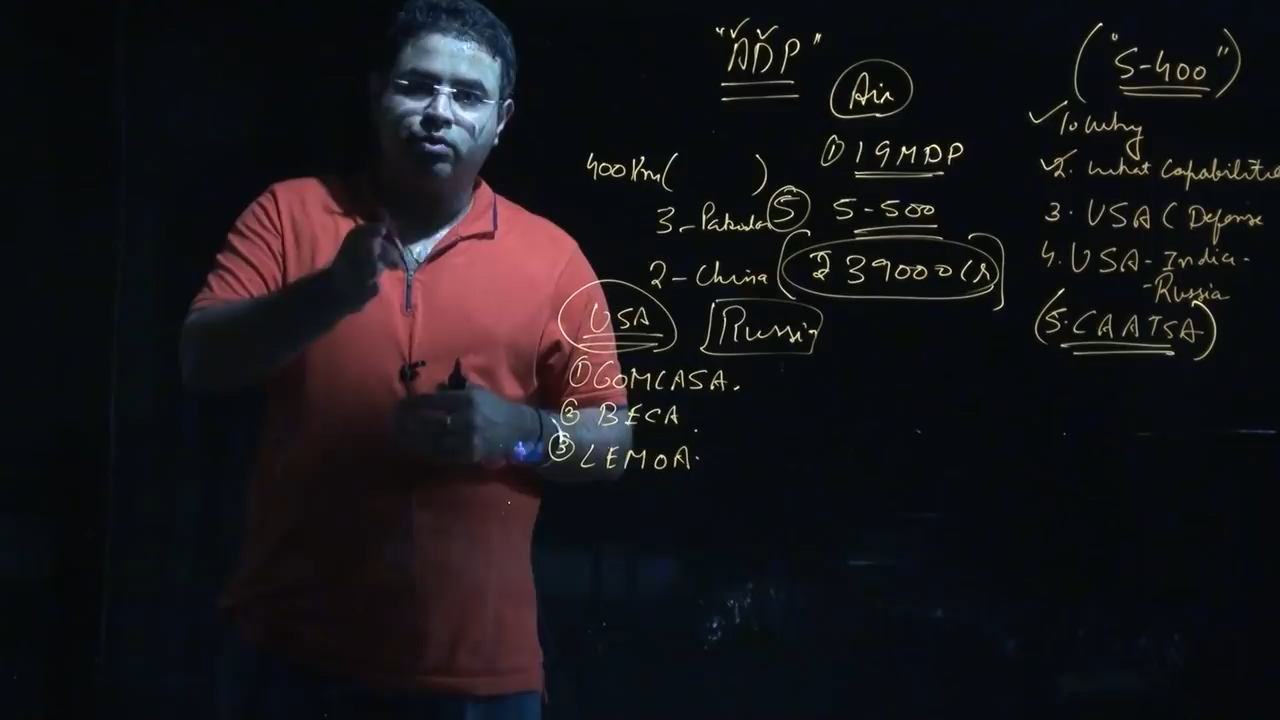 "ADP"
Air
① 19MDP
400 Km( )
3-Pakistan ⑤ S-500
2-China ₹39000 Cr
USA Russia
① COMCASA.
② BECA
③ LEMOA.
("S-400")
1. Why
2. What Capabilities
3. USA (Defense
4. USA-India-
-Russia
(5. CAATSA)